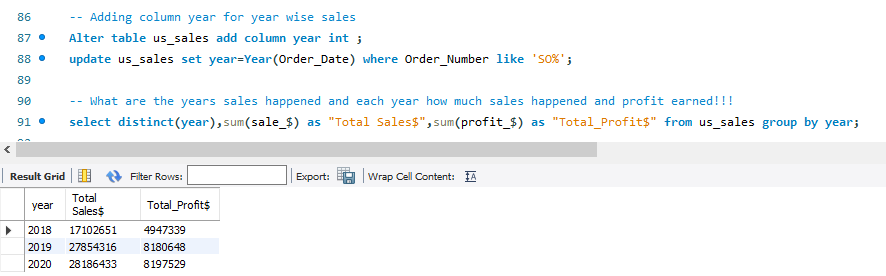 86 -- Adding column year for year wise sales
87 Alter table us_sales add column year int ;
88 update us_sales set year=Year(Order_Date) where Order_Number like 'SO%';
89
90 -- What are the years sales happened and each year how much sales happened and profit earned!!!
91 select distinct(year),sum(sale_$) as "Total Sales$",sum(profit_$) as "Total_Profit$" from us_sales group by year;
Result Grid Filter Rows: Export: Wrap Cell Content: IA
year Total Sales$ Total_Profit$
2018 17102651 4947339
2019 27854316 8180648
2020 28186433 8197529